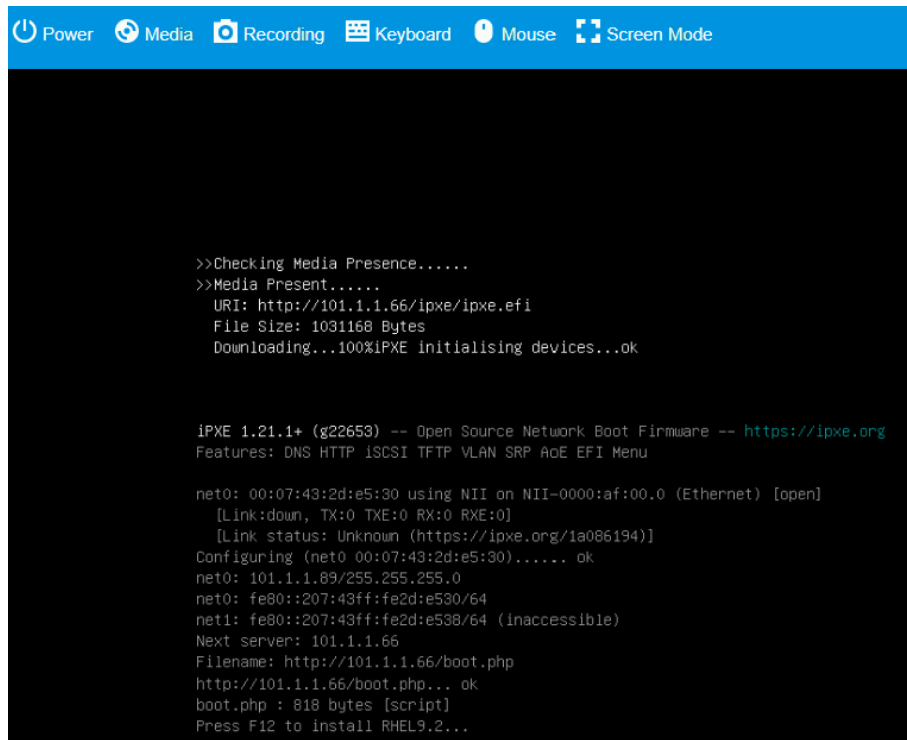 Power Media Recording Keyboard Mouse Screen Mode
>>Checking Media Presence......
>>Media Present......
URI: http://101.1.1.66/ipxe/ipxe.efi
File Size: 1031168 Bytes
Downloading...100%iPXE initialising devices...ok
iPXE 1.21.1+ (g22653) -- Open Source Network Boot Firmware -- https://ipxe.org
Features: DNS HTTP iSCSI TFTP VLAN SRP AoE EFI Menu
net0: 00:07:43:2d:e5:30 using NII on NII-0000:af:00.0 (Ethernet) [open]
[Link:down, TX:0 TXE:0 RX:0 RXE:0]
[Link status: Unknown (https://ipxe.org/1a086194)]
Configuring (net0 00:07:43:2d:e5:30)...... ok
net0: 101.1.1.89/255.255.255.0
net0: fe80::207:43ff:fe2d:e530/64
net1: fe80::207:43ff:fe2d:e538/64 (inaccessible)
Next server: 101.1.1.66
Filename: http://101.1.1.66/boot.php
http://101.1.1.66/boot.php... ok
boot.php : 818 bytes [script]
Press F12 to install RHEL9.2...